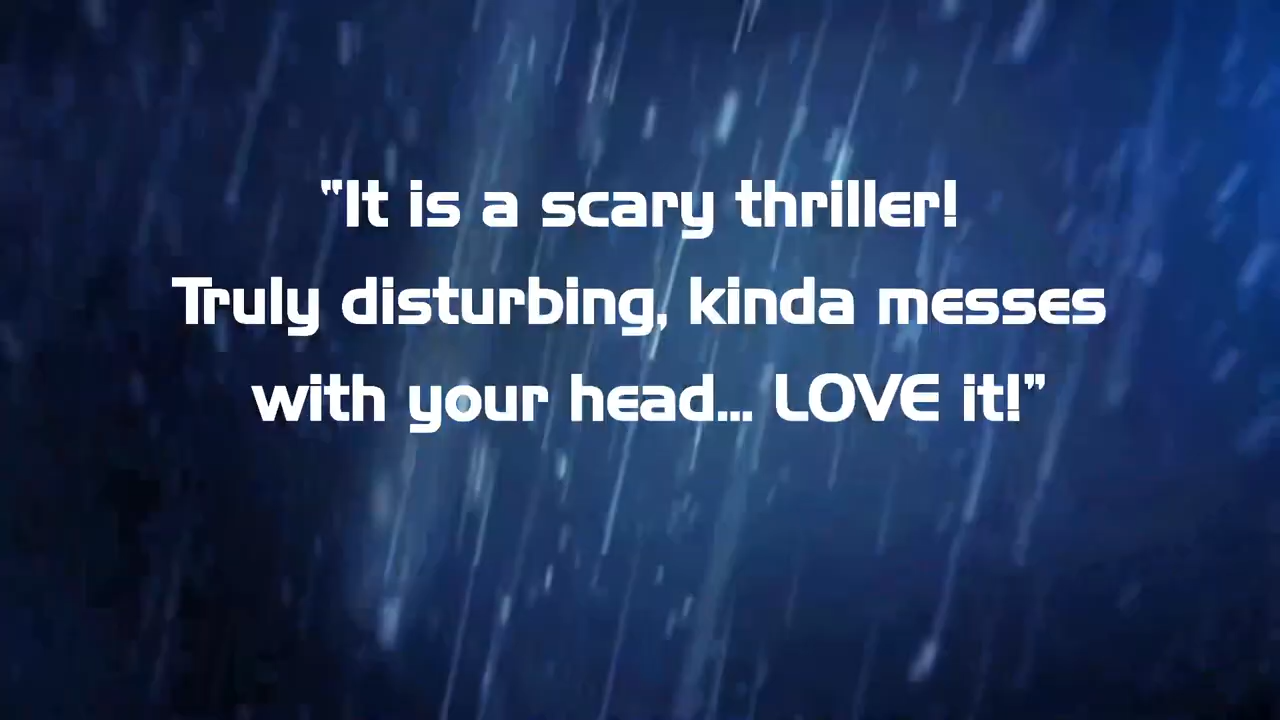 "It is a scary thriller!
Truly disturbing, kinda messes
with your head... LOVE it!"